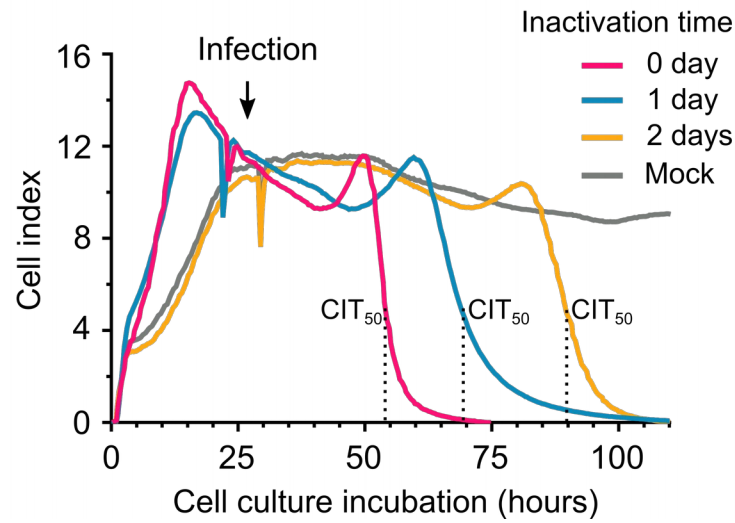 Inactivation time
0 day
1 day
2 days
Mock
Infection
16
12
8
4
0
Cell index
CIT50
CIT50
CIT50
0
25
50
75
100
Cell culture incubation (hours)